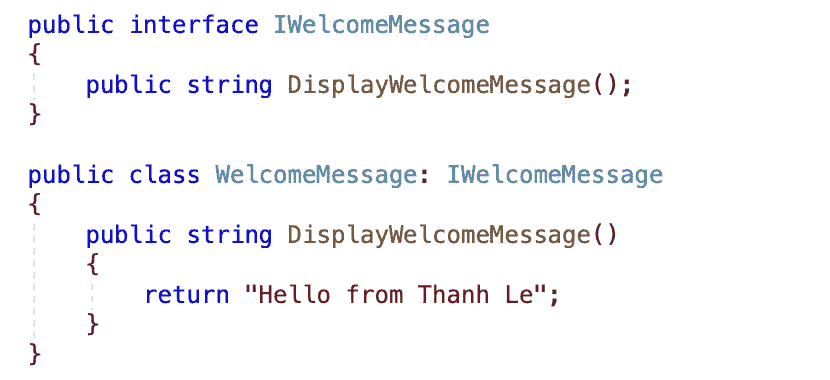 public interface IWelcomeMessage
{
    public string DisplayWelcomeMessage();
}

public class WelcomeMessage: IWelcomeMessage
{
    public string DisplayWelcomeMessage()
    {
        return "Hello from Thanh Le";
    }
}